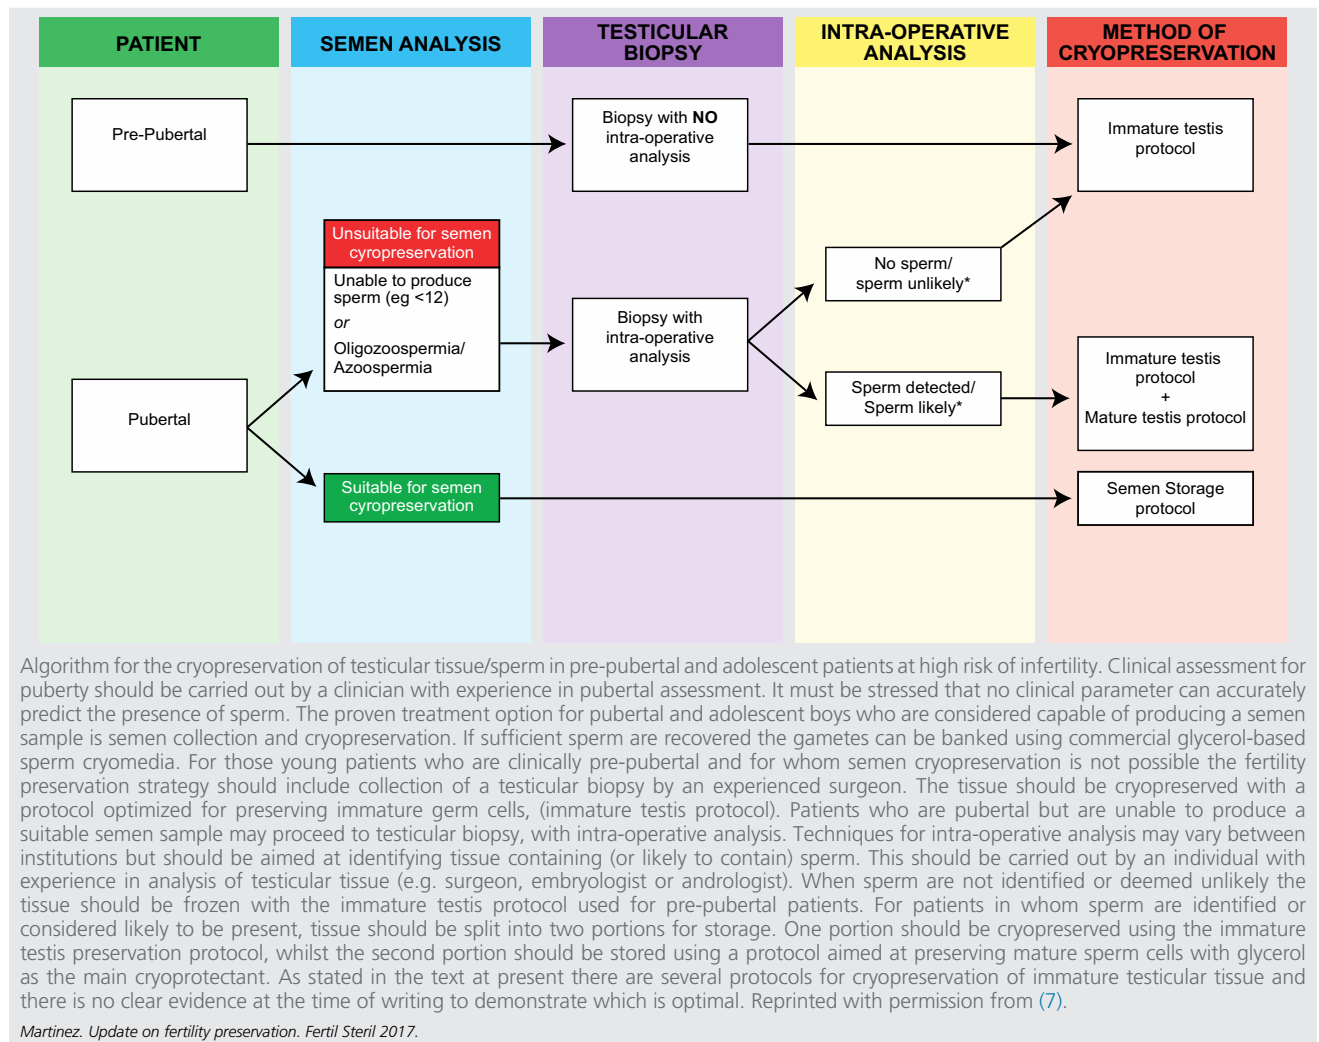 PATIENT
SEMEN ANALYSIS
TESTICULAR
BIOPSY
INTRA-OPERATIVE
ANALYSIS
METHOD OF
CRYOPRESERVATION
Pre-Pubertal
Biopsy with NO
intra-operative
analysis
Immature testis
protocol
Unsuitable for semen
cyropreservation
Unable to produce
sperm (eg <12)
or
Oligozoospermia/
Azoospermia
Biopsy with
intra-operative
analysis
No sperm/
sperm unlikely*
Sperm detected/
Sperm likely*
Immature testis
protocol
+
Mature testis protocol
Pubertal
Suitable for semen
cyropreservation
Semen Storage
protocol
Algorithm for the cryopreservation of testicular tissue/sperm in pre-pubertal and adolescent patients at high risk of infertility. Clinical assessment for
puberty should be carried out by a clinician with experience in pubertal assessment. It must be stressed that no clinical parameter can accurately
predict the presence of sperm. The proven treatment option for pubertal and adolescent boys who are considered capable of producing a semen
sample is semen collection and cryopreservation. If sufficient sperm are recovered the gametes can be banked using commercial glycerol-based
sperm cryomedia. For those young patients who are clinically pre-pubertal and for whom semen cryopreservation is not possible the fertility
preservation strategy should include collection of a testicular biopsy by an experienced surgeon. The tissue should be cryopreserved with a
protocol optimized for preserving immature germ cells, (immature testis protocol). Patients who are pubertal but are unable to produce a
suitable semen sample may proceed to testicular biopsy, with intra-operative analysis. Techniques for intra-operative analysis may vary between
institutions but should be aimed at identifying tissue containing (or likely to contain) sperm. This should be carried out by an individual with
experience in analysis of testicular tissue (e.g. surgeon, embryologist or andrologist). When sperm are not identified or deemed unlikely the
tissue should be frozen with the immature testis protocol used for pre-pubertal patients. For patients in whom sperm are identified or
considered likely to be present, tissue should be split into two portions for storage. One portion should be cryopreserved using the immature
testis preservation protocol, whilst the second portion should be stored using a protocol aimed at preserving mature sperm cells with glycerol
as the main cryoprotectant. As stated in the text at present there are several protocols for cryopreservation of immature testicular tissue and
there is no clear evidence at the time of writing to demonstrate which is optimal. Reprinted with permission from (7).
Martinez. Update on fertility preservation. Fertil Steril 2017.